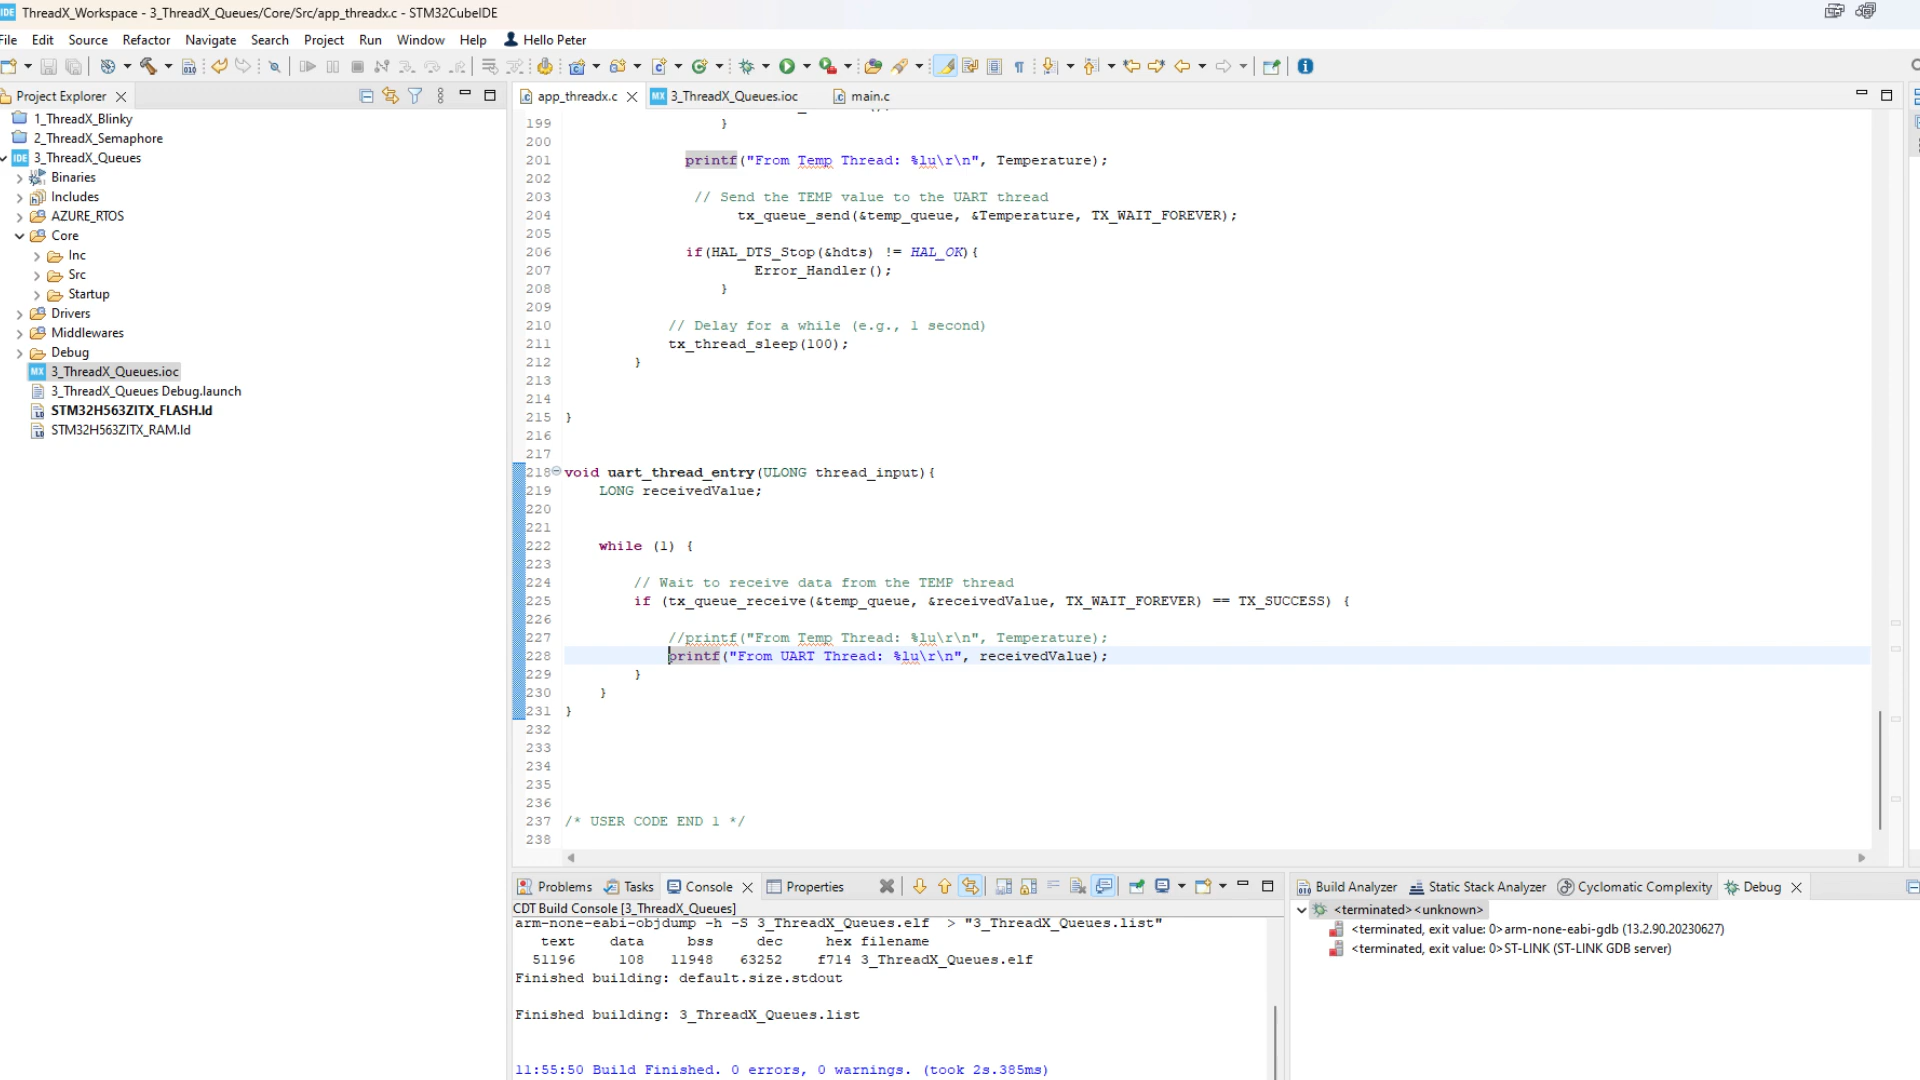 IDE ThreadX_Workspace - 3_ThreadX_Queues/Core/Src/app_threadx.c - STM32CubeIDE
File Edit Source Refactor Navigate Search Project Run Window Help Hello Peter
Project Explorer
1_ThreadX_Blinky
2_ThreadX_Semaphore
IDE 3_ThreadX_Queues
Binaries
Includes
AZURE_RTOS
Core
Inc
Src
Startup
Drivers
Middlewares
Debug
MX 3_ThreadX_Queues.ioc
3_ThreadX_Queues Debug.launch
STM32H563ZITX_FLASH.ld
STM32H563ZITX_RAM.ld
app_threadx.c MX 3_ThreadX_Queues.ioc main.c
199 }
200
201 printf("From Temp Thread: %lu\r\n", Temperature);
202
203 // Send the TEMP value to the UART thread
204 tx_queue_send(&temp_queue, &Temperature, TX_WAIT_FOREVER);
205
206 if(HAL_DTS_Stop(&hdts) != HAL_OK){
207 Error_Handler();
208 }
209
210 // Delay for a while (e.g., 1 second)
211 tx_thread_sleep(100);
212 }
213
214
215 }
216
217
218 void uart_thread_entry(ULONG thread_input){
219 LONG receivedValue;
220
221
222 while (1) {
223
224 // Wait to receive data from the TEMP thread
225 if (tx_queue_receive(&temp_queue, &receivedValue, TX_WAIT_FOREVER) == TX_SUCCESS) {
226
227 //printf("From Temp Thread: %lu\r\n", Temperature);
228 printf("From UART Thread: %lu\r\n", receivedValue);
229 }
230 }
231 }
232
233
234
235
236
237 /* USER CODE END 1 */
238
Problems Tasks Console Properties
CDT Build Console [3_ThreadX_Queues]
arm-none-eabi-objdump -h -S 3_ThreadX_Queues.elf > "3_ThreadX_Queues.list"
text data bss dec hex filename
51196 108 11948 63252 f714 3_ThreadX_Queues.elf
Finished building: default.size.stdout
Finished building: 3_ThreadX_Queues.list
11:55:50 Build Finished. 0 errors, 0 warnings. (took 2s.385ms)
Build Analyzer Static Stack Analyzer Cyclomatic Complexity Debug
<terminated><unknown>
<terminated, exit value: 0>arm-none-eabi-gdb (13.2.90.20230627)
<terminated, exit value: 0>ST-LINK (ST-LINK GDB server)